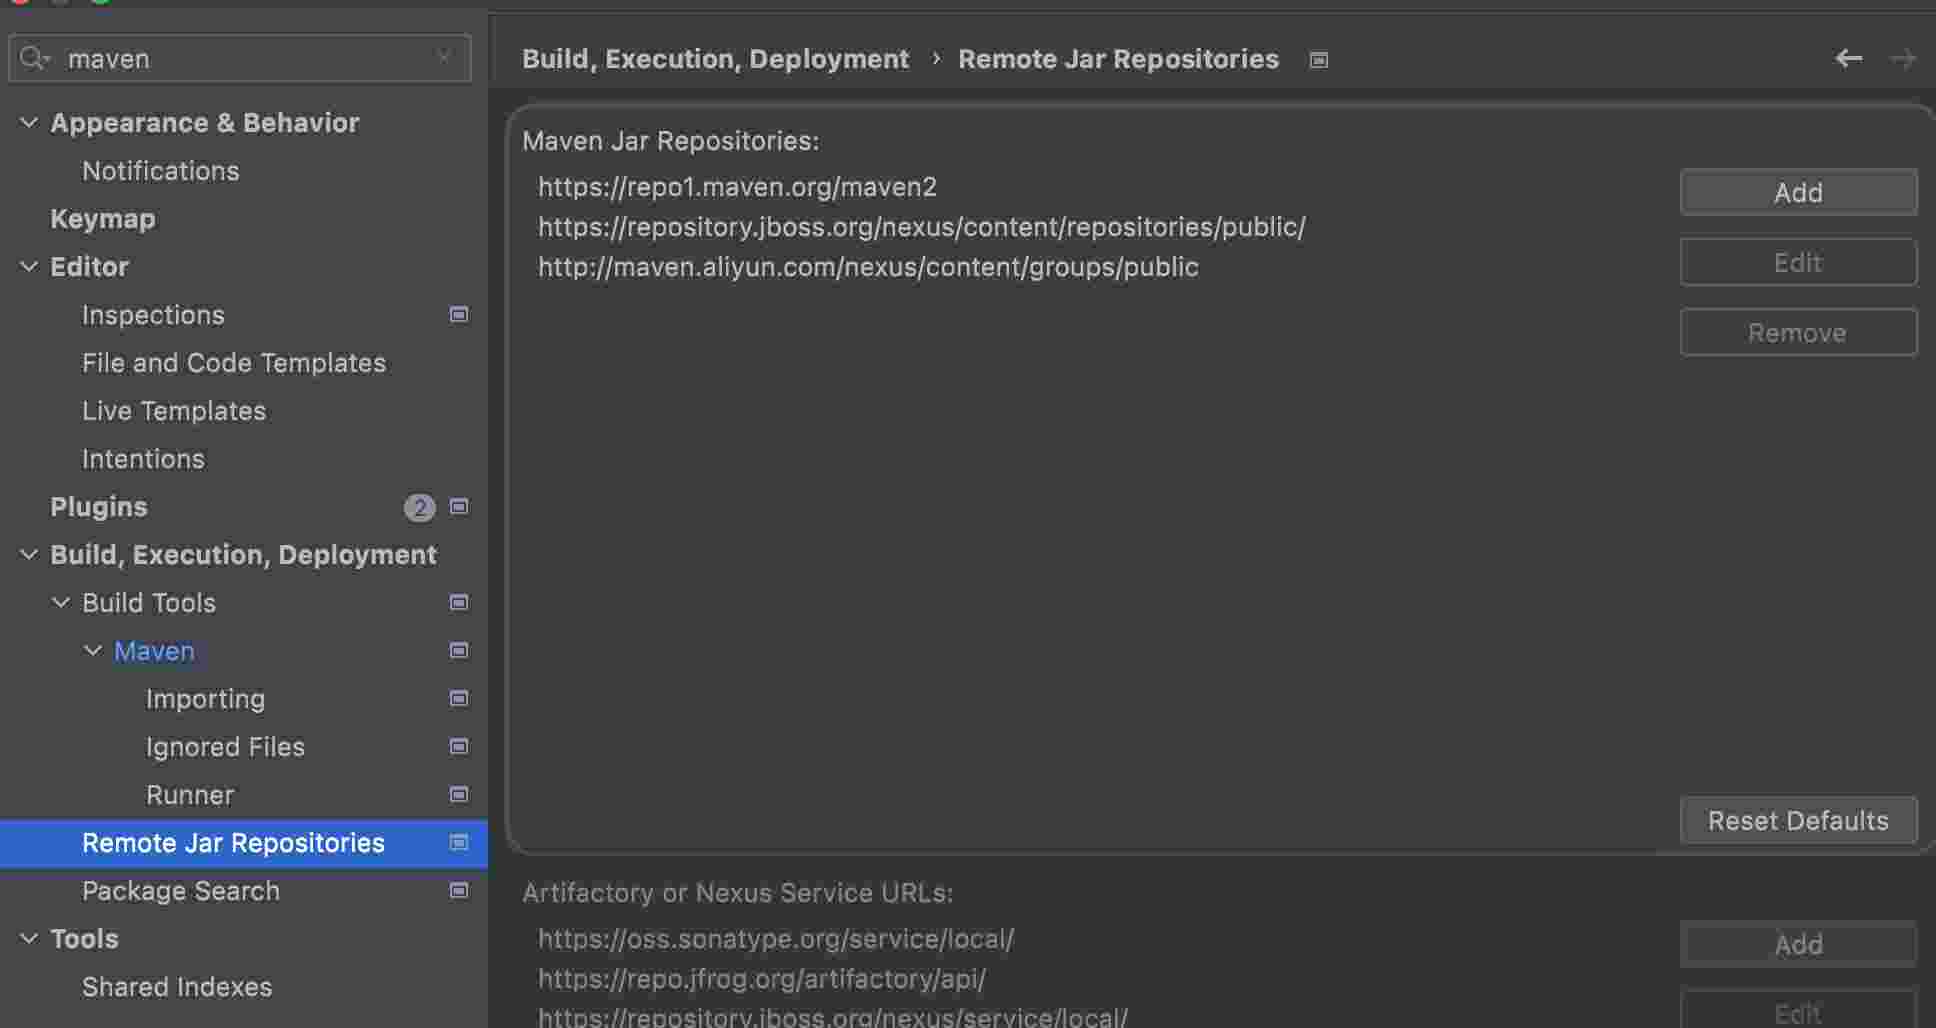 maven
Appearance & Behavior
Notifications
Keymap
Editor
Inspections
File and Code Templates
Live Templates
Intentions
Plugins 2
Build, Execution, Deployment
Build Tools
Maven
Importing
Ignored Files
Runner
Remote Jar Repositories
Package Search
Tools
Shared Indexes
Build, Execution, Deployment › Remote Jar Repositories
Maven Jar Repositories:
https://repo1.maven.org/maven2
https://repository.jboss.org/nexus/content/repositories/public/
http://maven.aliyun.com/nexus/content/groups/public
Add
Edit
Remove
Reset Defaults
Artifactory or Nexus Service URLs:
https://oss.sonatype.org/service/local/
https://repo.jfrog.org/artifactory/api/
https://repository.jboss.org/nexus/service/local/
Add
Edit